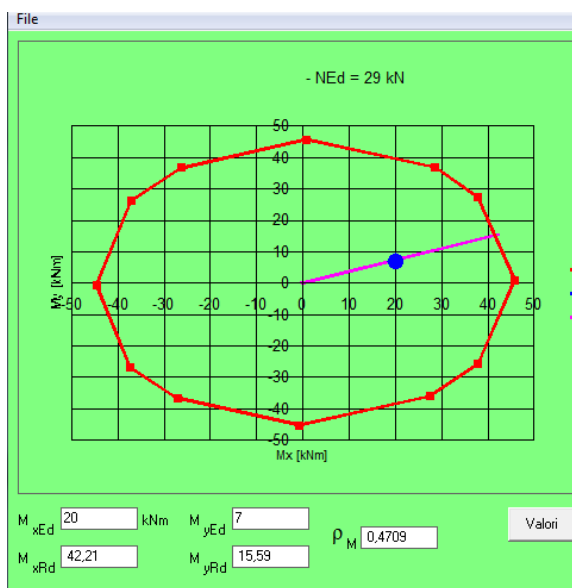 File
- NEd = 29 kN
50
40
30
20
10
0
-50 -40 -30 -20 -10 0 10 20 30 40 50
-10
-20
-30
-40
-50
My [kNm]
Mx [kNm]
M xEd 20 kNm M yEd 7
ρ M 0,4709
Valori
M xRd 42,21 M yRd 15,59